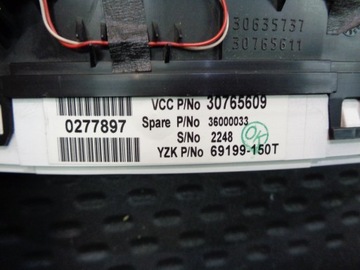 30635737
30765611
VCC P/No 30765609
0277897
Spare P/No 36000033
S/No 2248
OK
YZK P/No 69199-150T